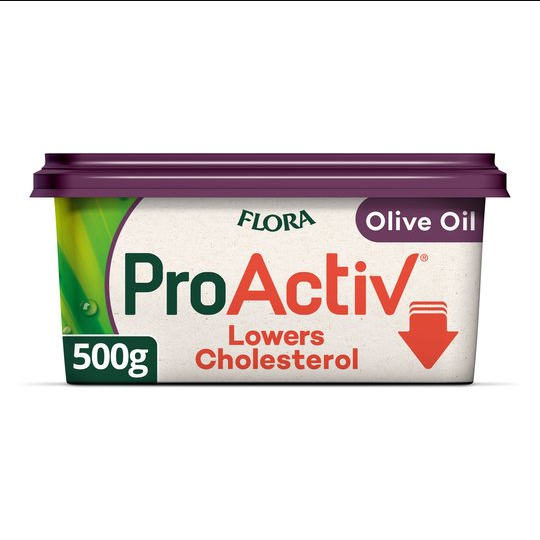 FLORA
Olive Oil
ProActiv®
Lowers
Cholesterol
500g